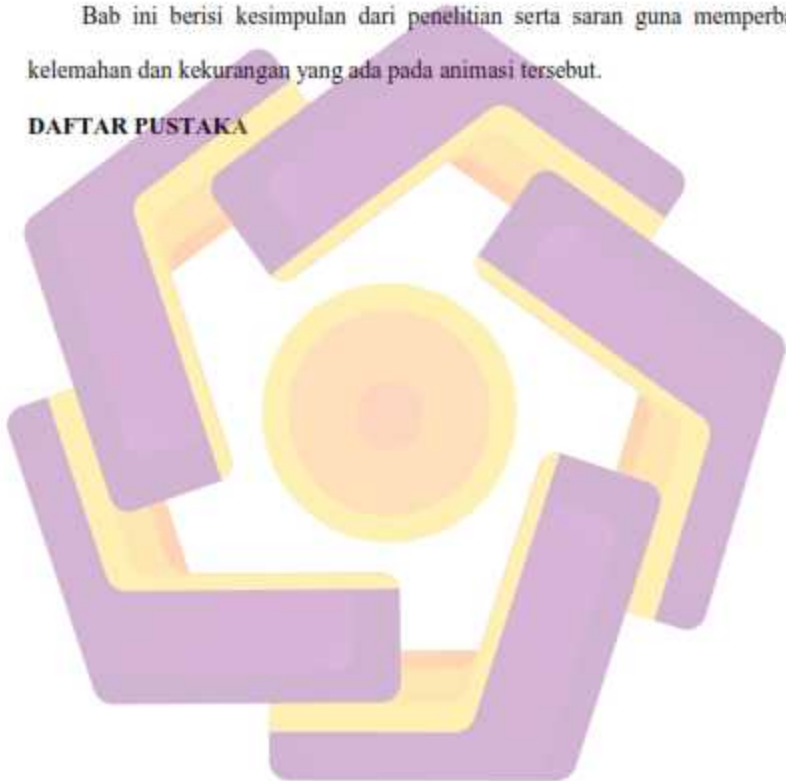 Bab ini berisi kesimpulan dari penelitian serta saran guna
kelemahan dan kekurangan yang ada pada animasi tersebut.
DAFTAR PUSTAKA